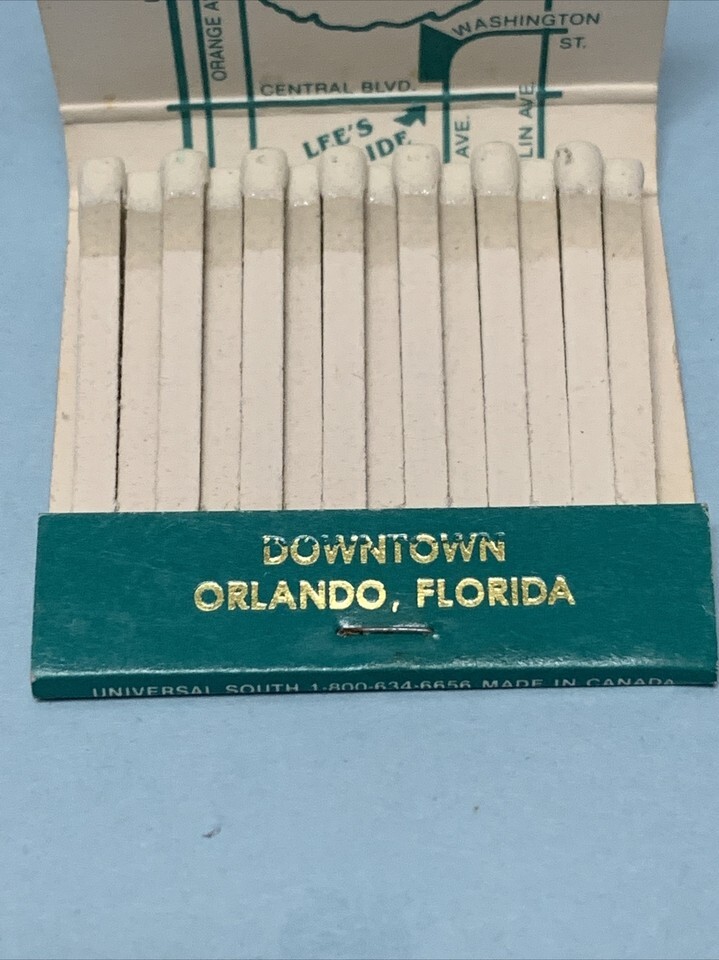 WASHINGTON
ST.
ORANGE A
CENTRAL BLVD.
LEE'S
IDE
AVE.
LIN AVE.
DOWNTOWN
ORLANDO, FLORIDA
UNIVERSAL SOUTH 1-800-634-6656 MADE IN CANADA